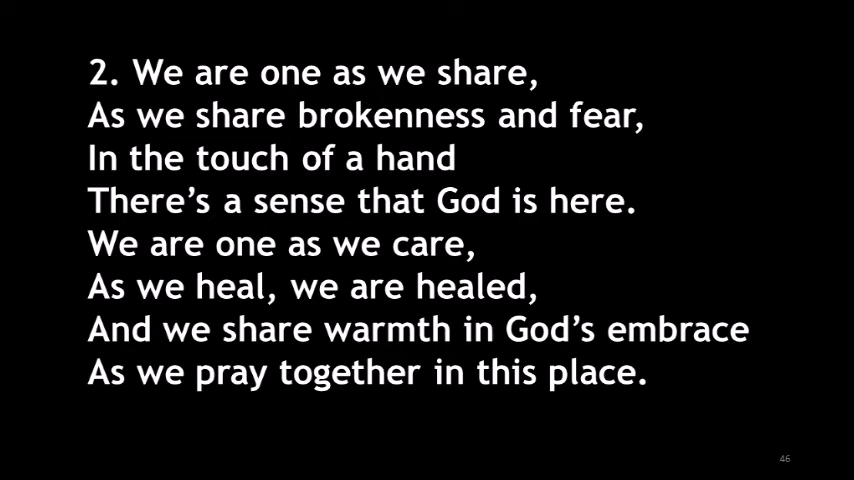 2. We are one as we share,
As we share brokenness and fear,
In the touch of a hand
There’s a sense that God is here.
We are one as we care,
As we heal, we are healed,
And we share warmth in God’s embrace
As we pray together in this place.
46